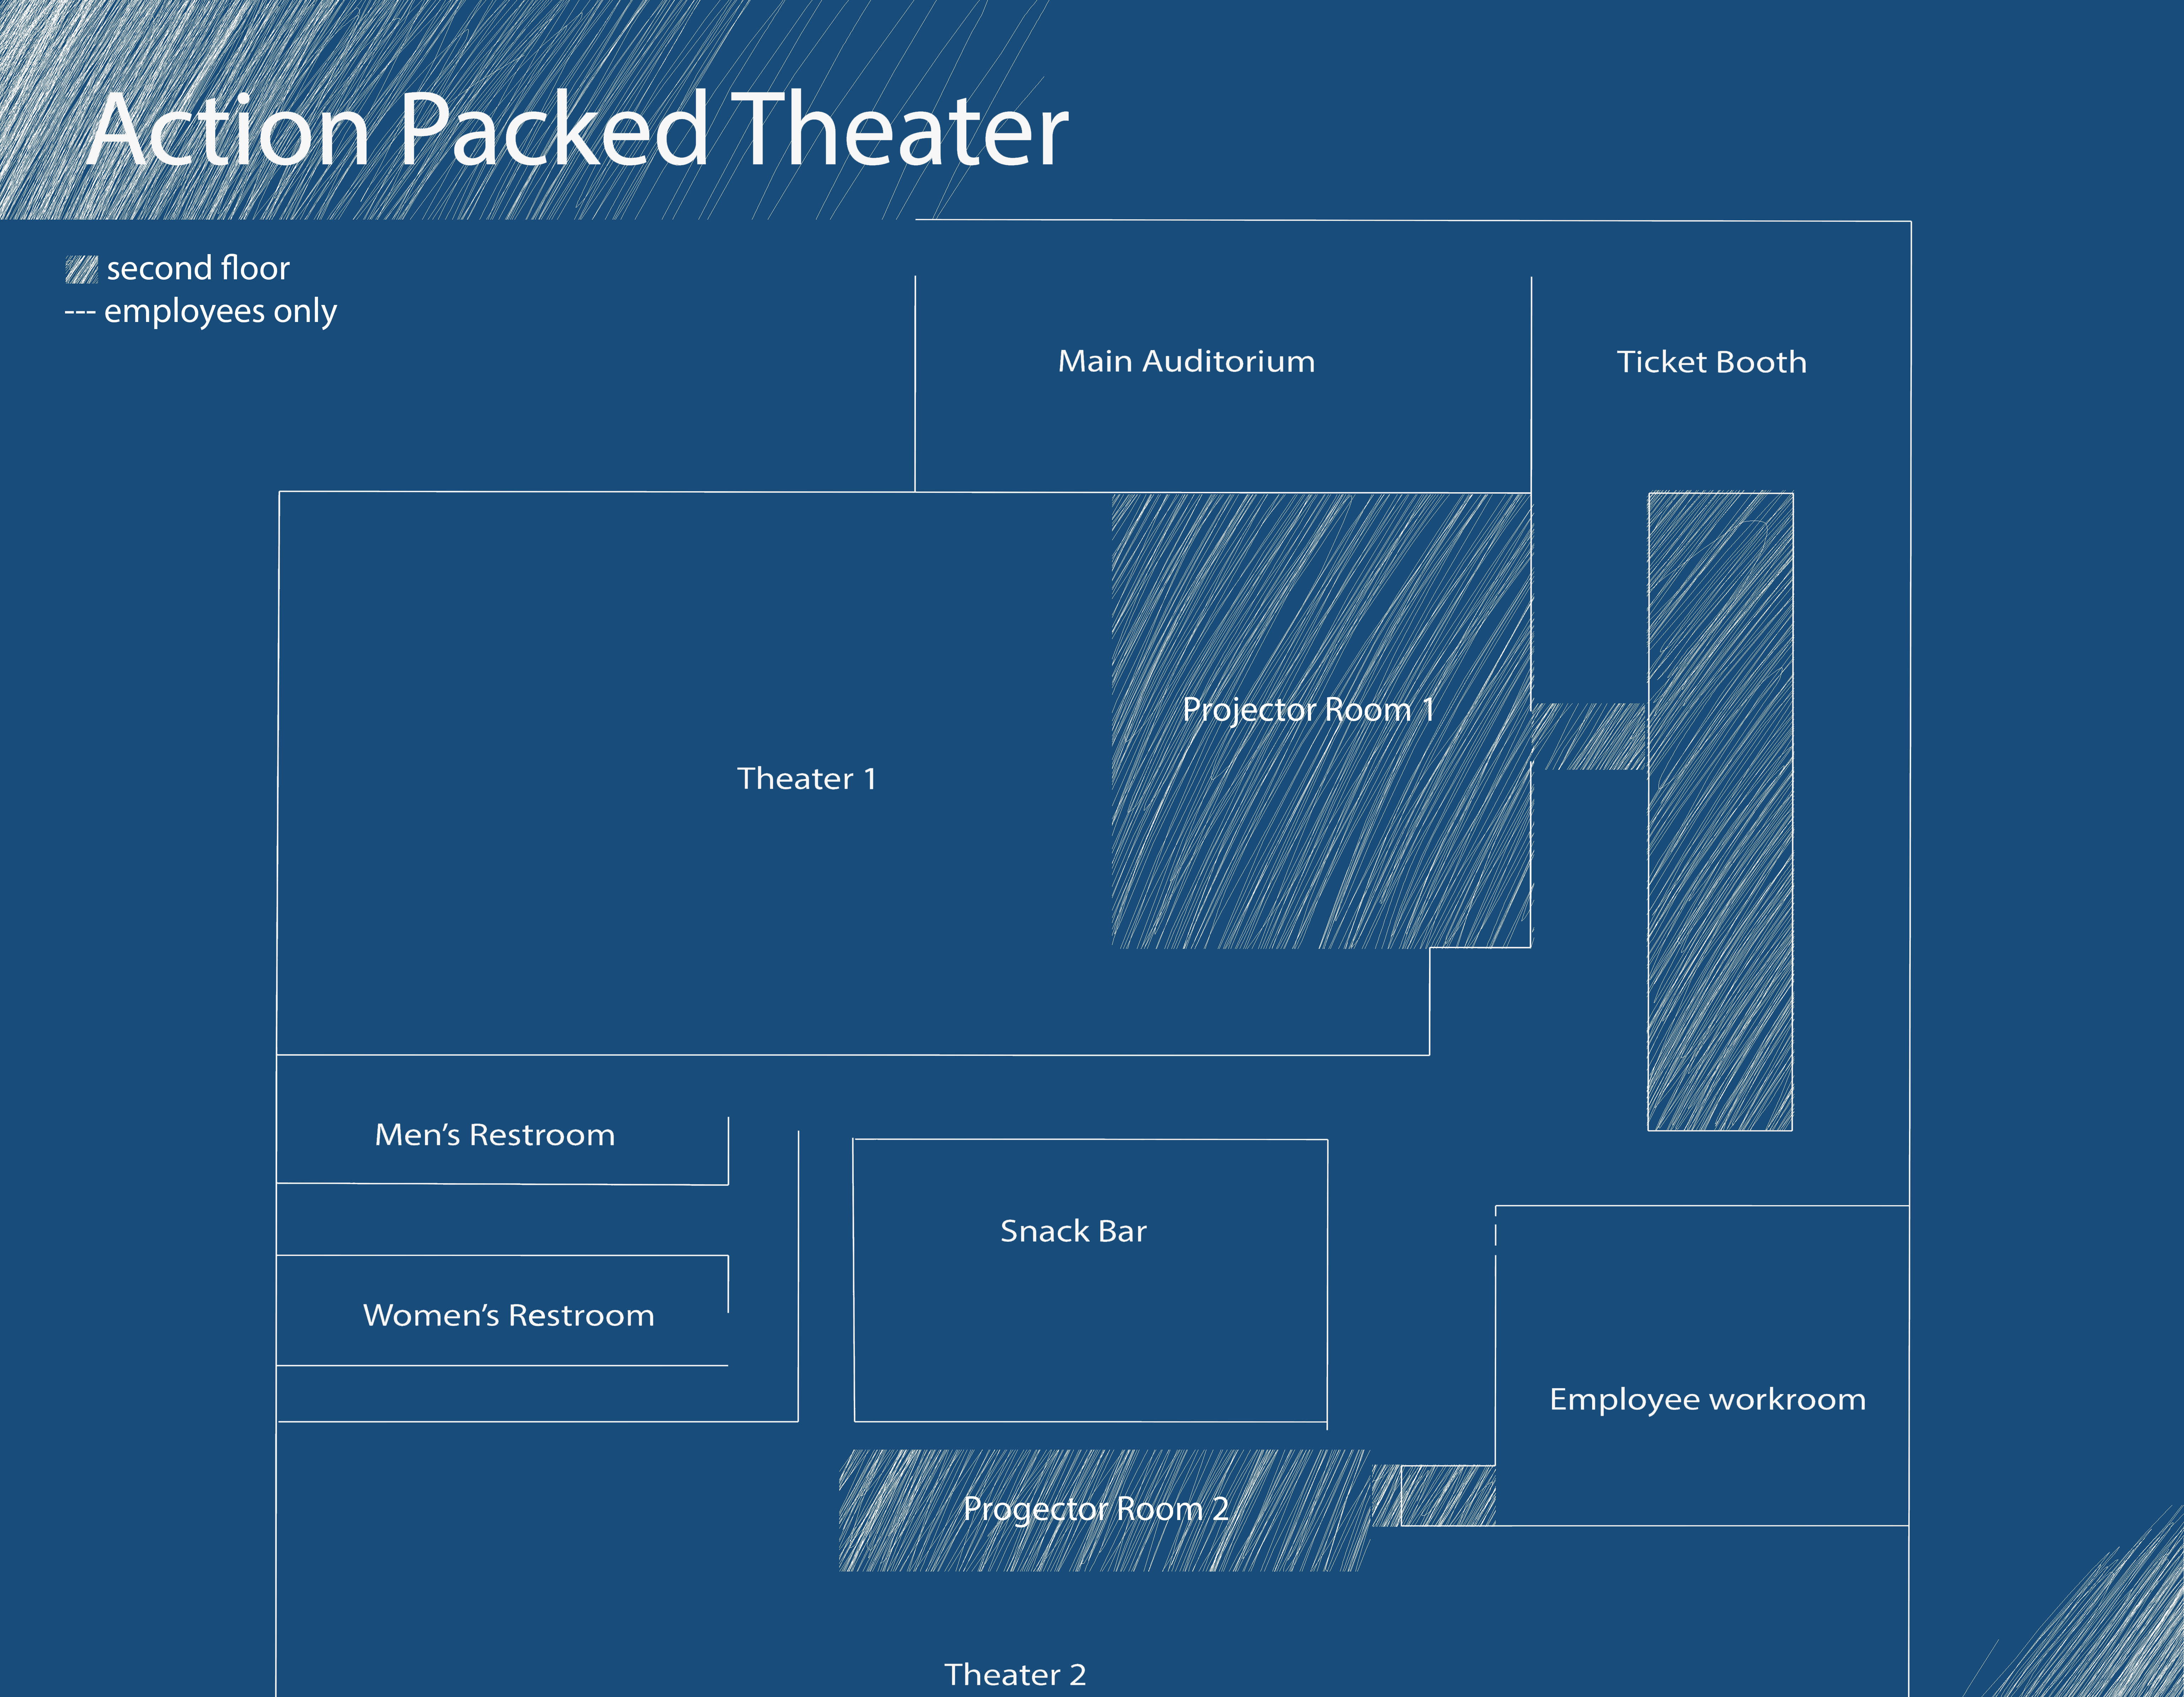 Action Packed Theater
second floor
--- employees only
Main Auditorium
Ticket Booth
Projector Room 1
Theater 1
Men's Restroom
Snack Bar
Women's Restroom
Employee workroom
Progector Room 2
Theater 2